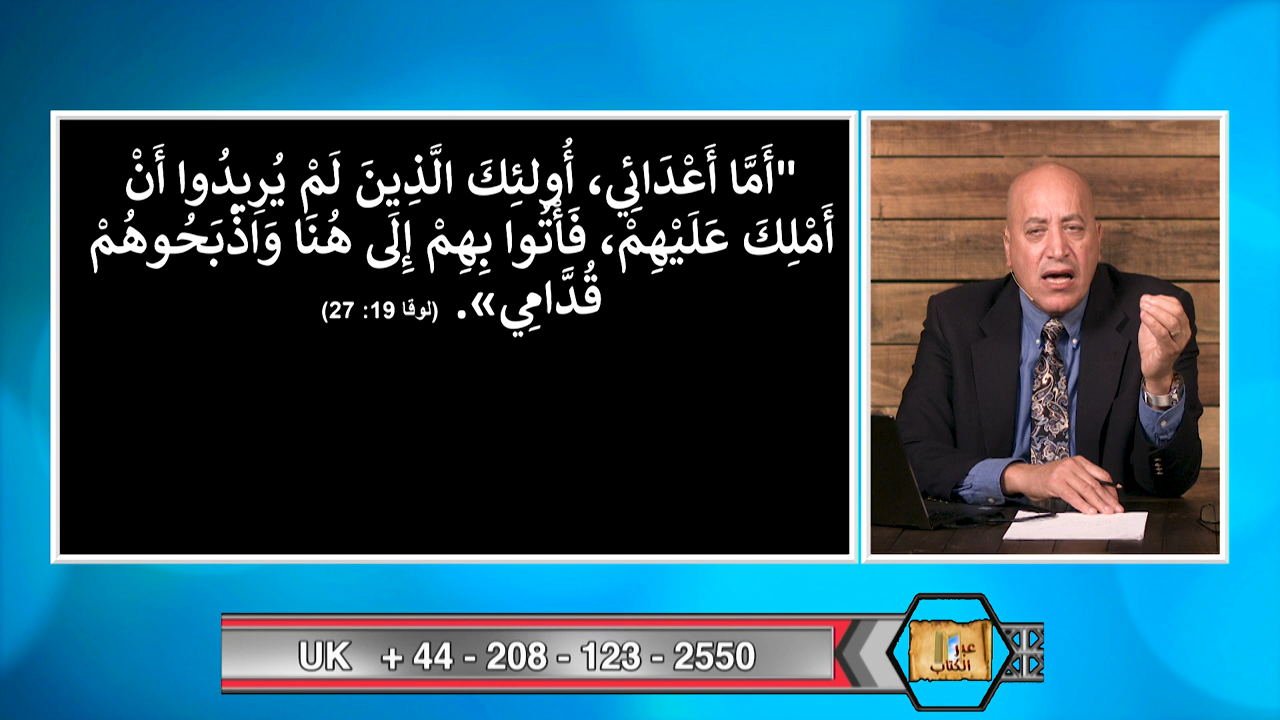 "أَمَّا أَعْدَائِي، أُولئِكَ الَّذِينَ لَمْ يُرِيدُوا أَنْ
أَمْلِكَ عَلَيْهِمْ، فَأْتُوا بِهِمْ إِلَى هُنَا وَاذْبَحُوهُمْ
قُدَّامِي». (لوقا 19: 27)
UK + 44 - 208 - 123 - 2550
عبر
الكتاب